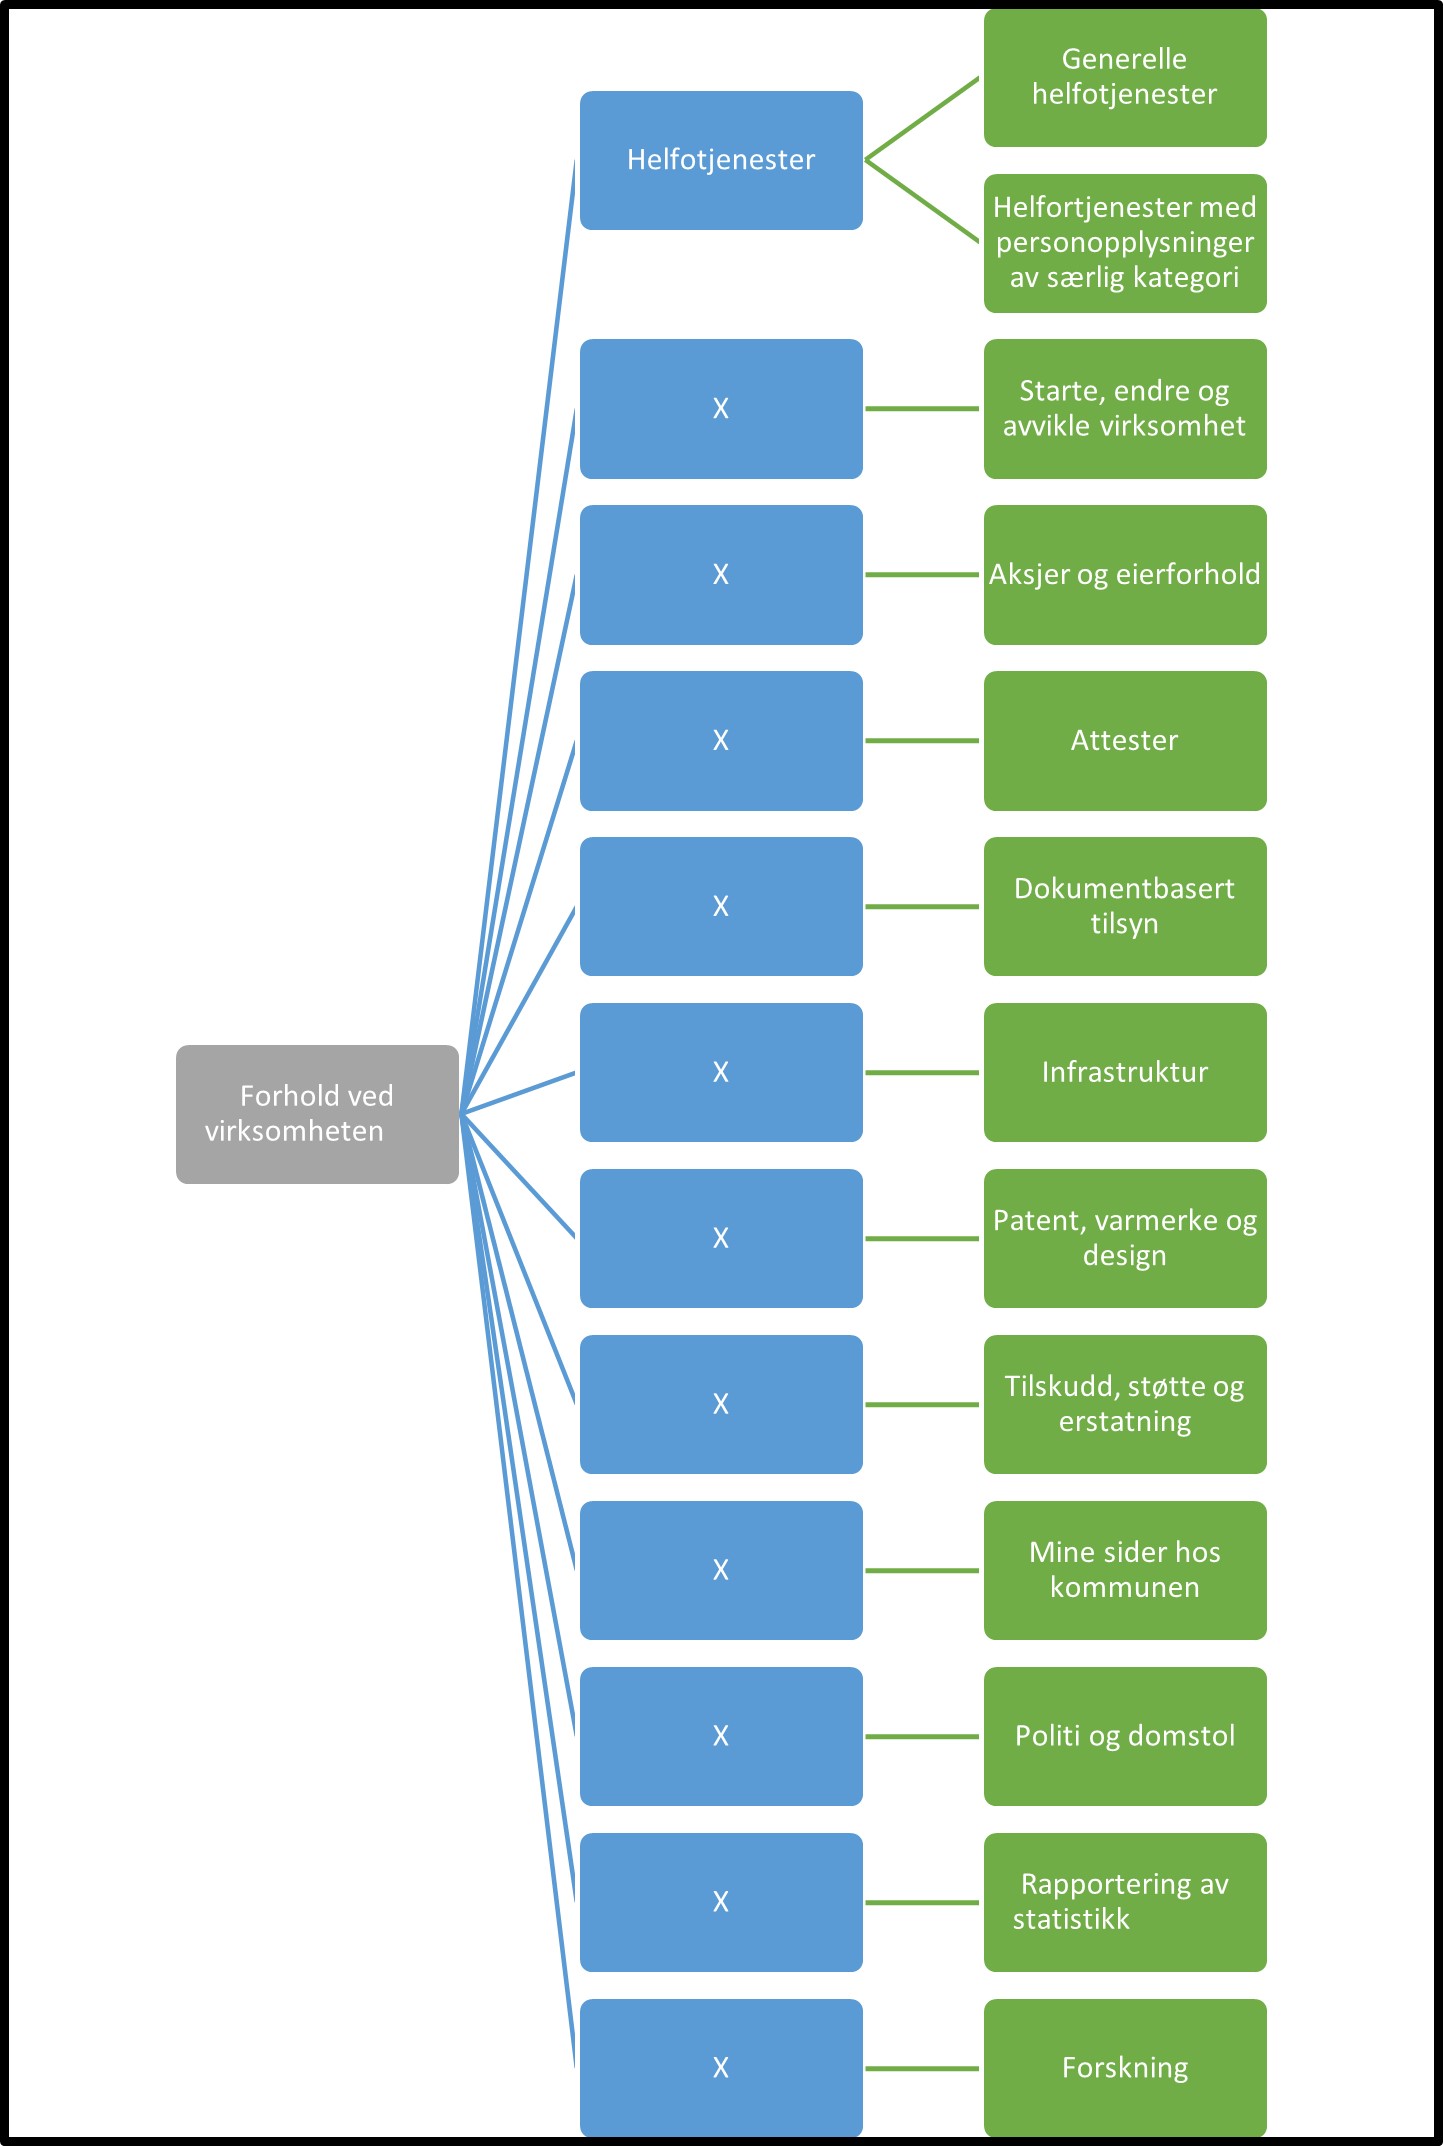 Generelle
helfotjenester
Helfotjenester
Helfortjenester med
personopplysninger
av særlig kategori
X
Starte, endre og
avvikle virksomhet
X
Aksjer og eierforhold
X
Attester
X
Dokumentbasert
tilsyn
Forhold ved
virksomheten
X
Infrastruktur
X
Patent, varmerke og
design
X
Tilskudd, støtte og
erstatning
X
Mine sider hos
kommunen
X
Politi og domstol
X
Rapportering av
statistikk
X
Forskning